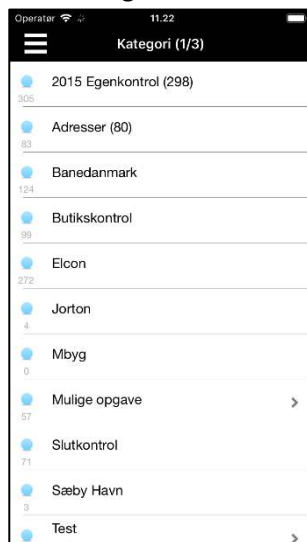 Operatør 11.22
Kategori (1/3)
2015 Egenkontrol (298)
305
Adresser (80)
83
Banedanmark
124
Butikskontrol
99
Elcon
272
Jorton
4
Mbyg
0
Mulige opgave
57
Slutkontrol
71
Sæby Havn
3
Test